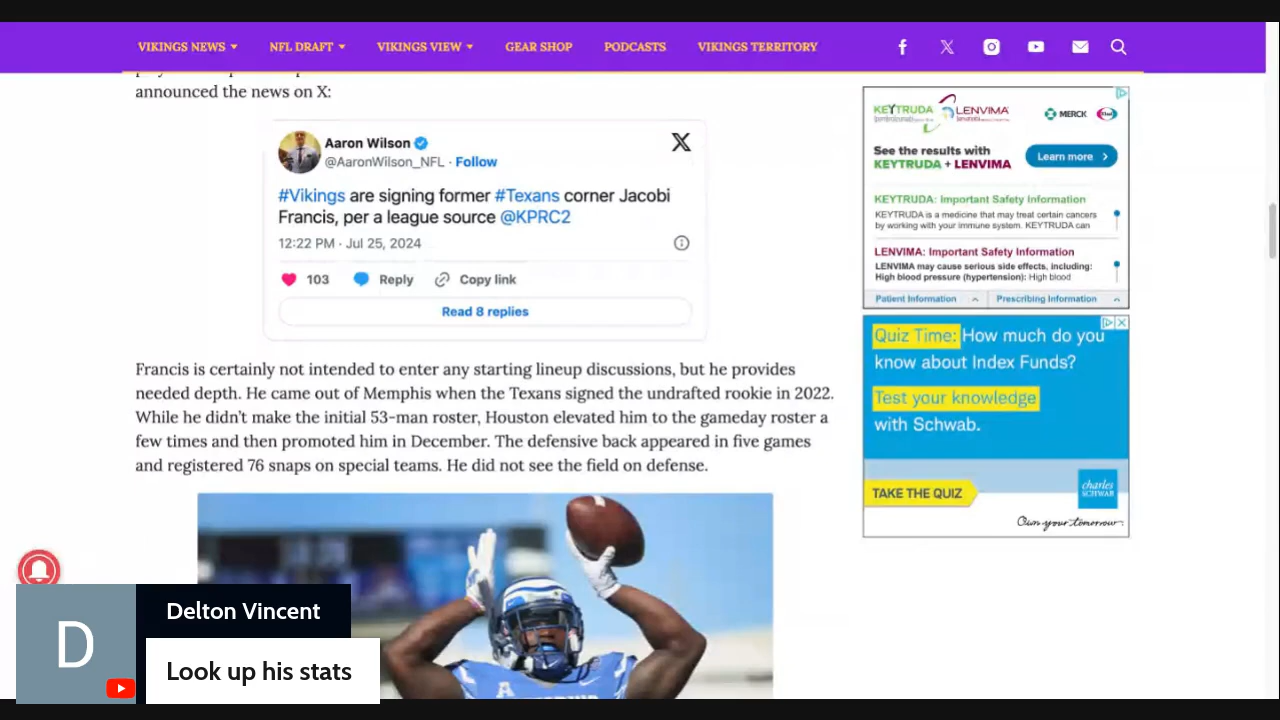 VIKINGS NEWS NFL DRAFT VIKINGS VIEW GEAR SHOP PODCASTS VIKINGS TERRITORY
announced the news on X:
Aaron Wilson
@AaronWilson_NFL · Follow
#Vikings are signing former #Texans corner Jacobi
Francis, per a league source @KPRC2
12:22 PM · Jul 25, 2024
103 Reply Copy link
Read 8 replies
Francis is certainly not intended to enter any starting lineup discussions, but he provides
needed depth. He came out of Memphis when the Texans signed the undrafted rookie in 2022.
While he didn’t make the initial 53-man roster, Houston elevated him to the gameday roster a
few times and then promoted him in December. The defensive back appeared in five games
and registered 76 snaps on special teams. He did not see the field on defense.
KEYTRUDA LENVIMA MERCK
See the results with
KEYTRUDA + LENVIMA
Learn more
KEYTRUDA: Important Safety Information
KEYTRUDA is a medicine that may treat certain cancers
by working with your immune system. KEYTRUDA can
LENVIMA: Important Safety Information
LENVIMA may cause serious side effects, including:
High blood pressure (hypertension): High blood
Patient Information Prescribing Information
Quiz Time: How much do you
know about Index Funds?
Test your knowledge
with Schwab.
TAKE THE QUIZ
charles
SCHWAB
Own your tomorrow
D
Delton Vincent
Look up his stats